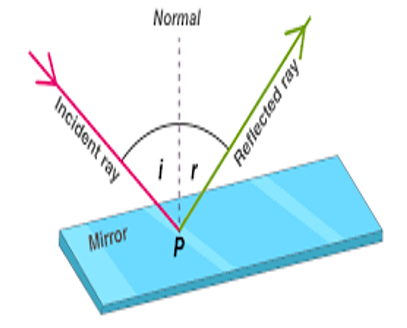 Normal
Incident ray
Reflected ray
i
r
Mirror
P